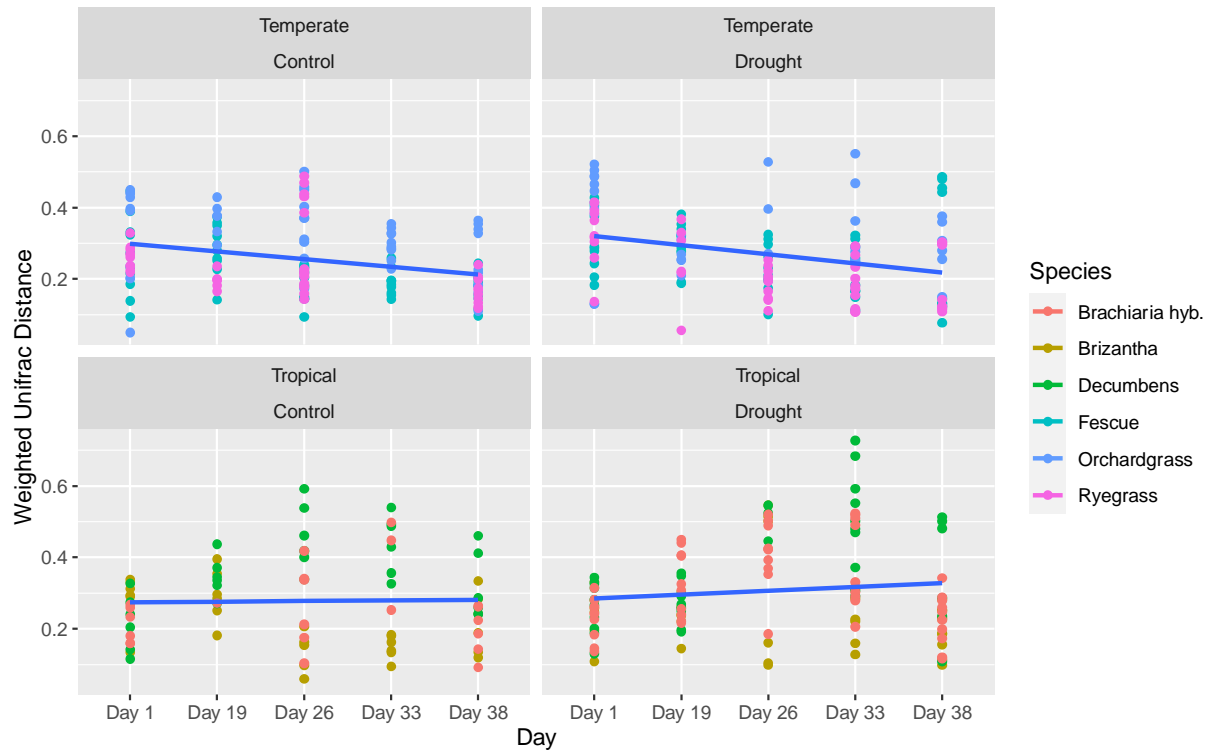 Temperate
Control
Temperate
Drought
0.6
0.4
0.2
Tropical
Control
Tropical
Drought
0.6
0.4
0.2
Day 1
Day 19
Day 26
Day 33
Day 38
Day 1
Day 19
Day 26
Day 33
Day 38
Day
Weighted Unifrac Distance
Species
Brachiaria hyb.
Brizantha
Decumbens
Fescue
Orchardgrass
Ryegrass